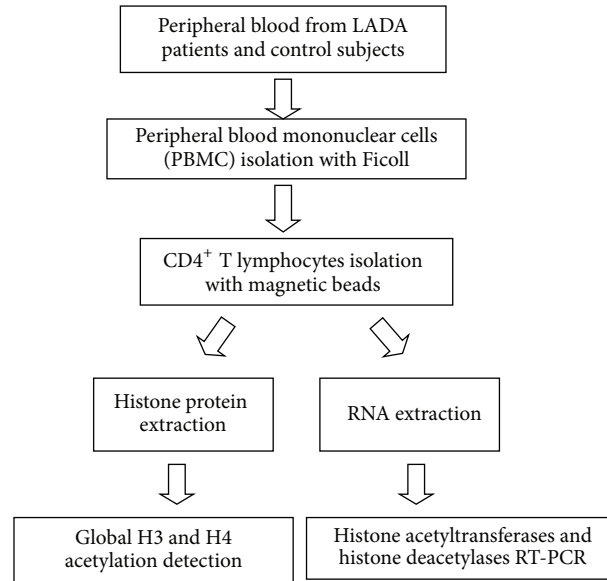 Peripheral blood from LADA
patients and control subjects
Peripheral blood mononuclear cells
(PBMC) isolation with Ficoll
CD4⁺ T lymphocytes isolation
with magnetic beads
Histone protein
extraction
RNA extraction
Global H3 and H4
acetylation detection
Histone acetyltransferases and
histone deacetylases RT-PCR